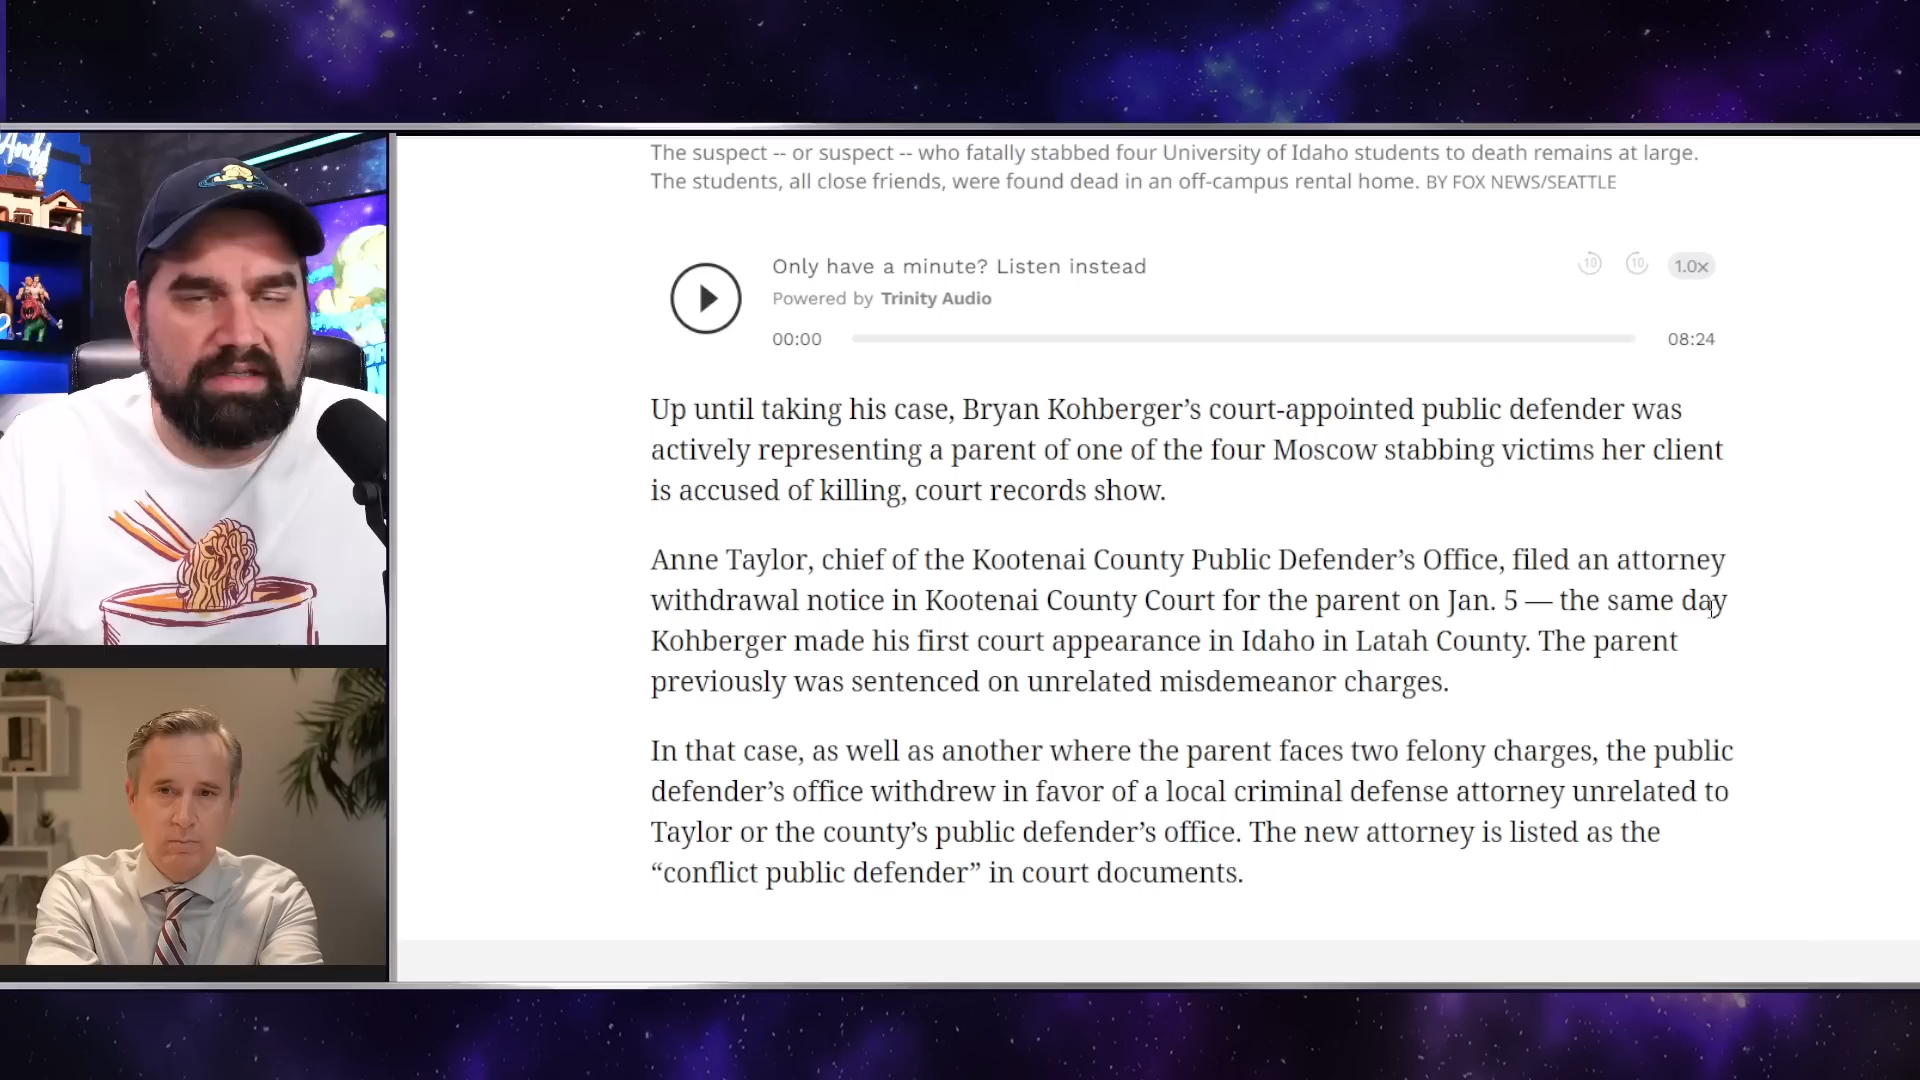 Andy
The suspect -- or suspect -- who fatally stabbed four University of Idaho students to death remains at large.
The students, all close friends, were found dead in an off-campus rental home. BY FOX NEWS/SEATTLE
Only have a minute? Listen instead
10 10 1.0x
Powered by Trinity Audio
00:00 08:24
Up until taking his case, Bryan Kohberger’s court-appointed public defender was
actively representing a parent of one of the four Moscow stabbing victims her client
is accused of killing, court records show.
Anne Taylor, chief of the Kootenai County Public Defender’s Office, filed an attorney
withdrawal notice in Kootenai County Court for the parent on Jan. 5 — the same day
Kohberger made his first court appearance in Idaho in Latah County. The parent
previously was sentenced on unrelated misdemeanor charges.
In that case, as well as another where the parent faces two felony charges, the public
defender’s office withdrew in favor of a local criminal defense attorney unrelated to
Taylor or the county’s public defender’s office. The new attorney is listed as the
“conflict public defender” in court documents.